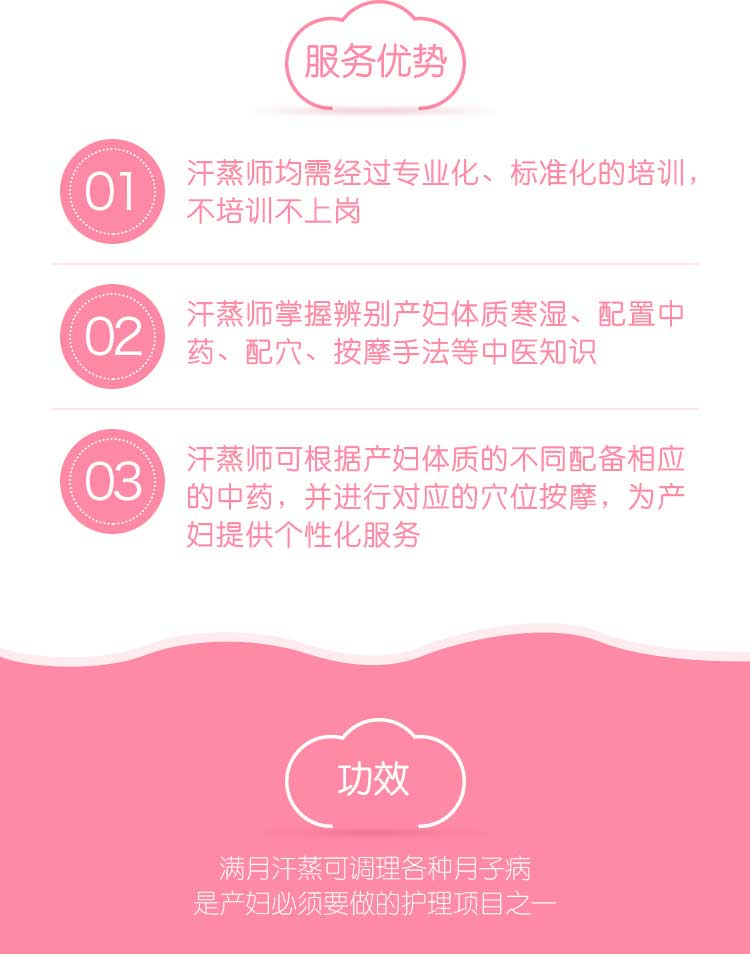 服务优势
01
汗蒸师均需经过专业化、标准化的培训，
不培训不上岗
02
汗蒸师掌握辨别产妇体质寒湿、配置中
药、配穴、按摩手法等中医知识
03
汗蒸师可根据产妇体质的不同配备相应
的中药，并进行对应的穴位按摩，为产
妇提供个性化服务
功效
满月汗蒸可调理各种月子病
是产妇必须要做的护理项目之一